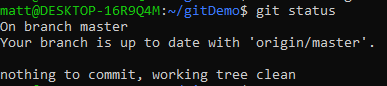 matt@DESKTOP-16R9Q4M:~/gitDemo$ git status
On branch master
Your branch is up to date with 'origin/master'.

nothing to commit, working tree clean